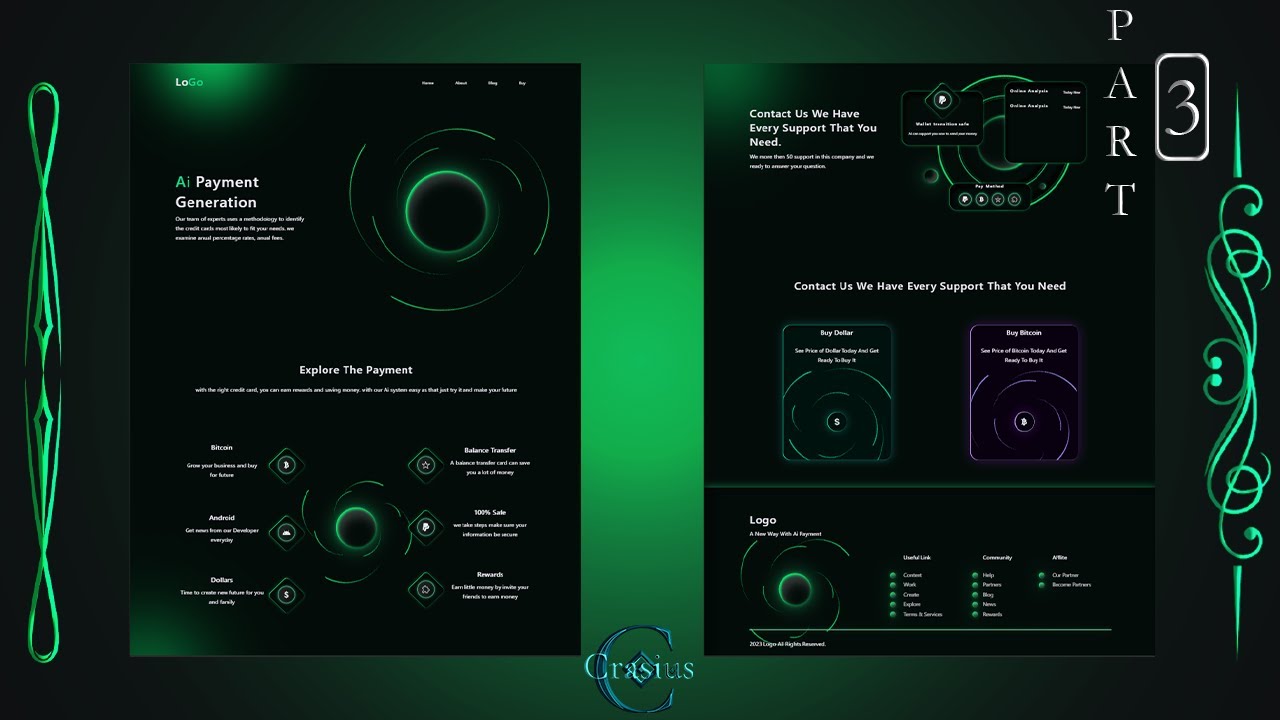 PART
3
LoGo
Home About Blog Buy
Ai Payment
Generation
Our team of experts uses a methodology to identify
the credit cards most likely to fit your needs. we
examine anual percentage rates, anual fees.
Explore The Payment
with the right credit card, you can earn rewards and saving money. with our Ai system easy as that just try it and make your future
Bitcoin
Grow your business and buy
for future
Android
Get news from our Developer
everyday
Dollars
Time to create new future for you
and family
Balance Transfer
A balance transfer card can save
you a lot of money
100% Safe
we take steps make sure your
information be secure
Rewards
Earn little money by invite your
friends to earn money
Contact Us We Have
Every Support That You
Need.
We more then 50 support in this company and we
ready to answer your question.
Wallet transition safe
Ai can support you use to send your money
Online Analysis Today Now
Online Analysis Today Now
Pay Method
Contact Us We Have Every Support That You Need
Buy Dollar
See Price of Dollar Today And Get
Ready To Buy It
$
Buy Bitcoin
See Price of Bitcoin Today And Get
Ready To Buy It
Logo
A New Way With Ai Payment
Useful Link
Content
Work
Create
Explore
Terms & Services
Community
Help
Partners
Blog
News
Rewards
Affilte
Our Partner
Become Partners
2023 Logo All Rights Reserved.
Crasius